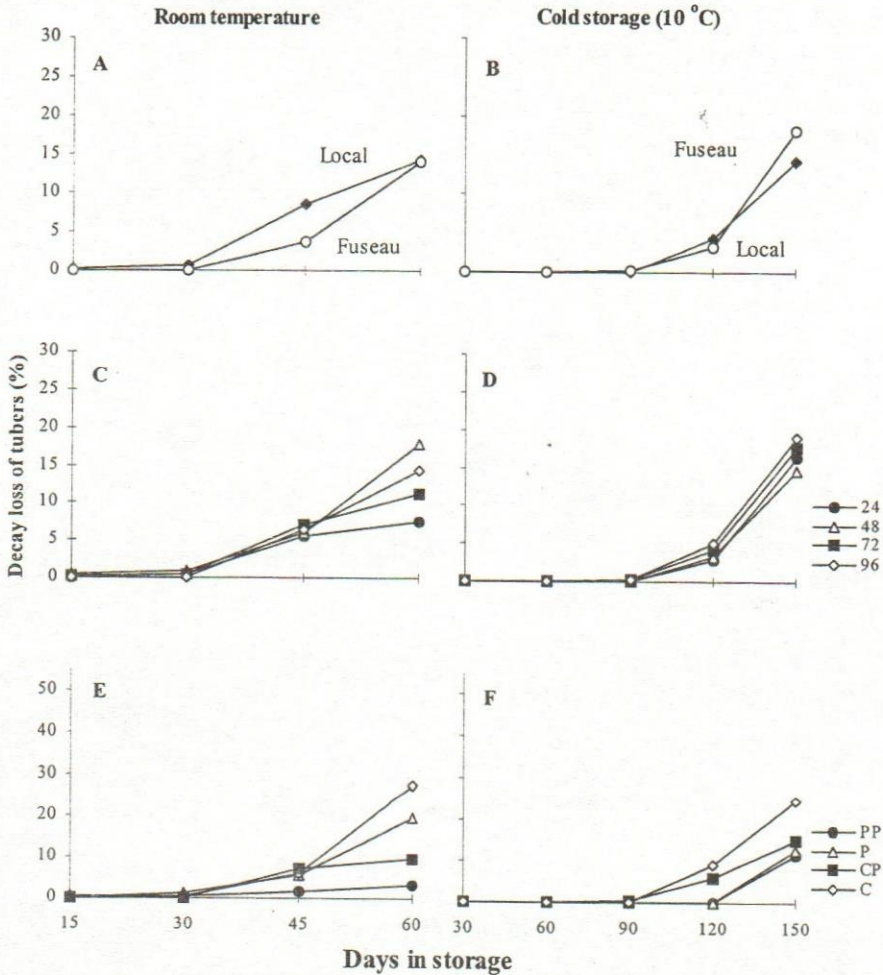 Room temperature
Cold storage (10 °C)
30
25
20
15
10
5
0
A
Local
Fuseau
B
Fuseau
Local
Decay loss of tubers (%)
30
25
20
15
10
5
0
C
D
24
48
72
96
50
40
30
20
10
0
E
F
PP
P
CP
C
15
30
45
60
30
60
90
120
150
Days in storage